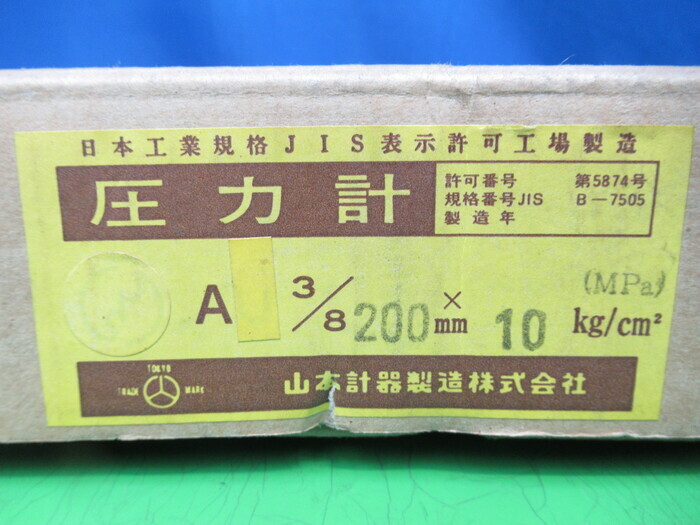 日本工業規格JIS表示許可工場製造
圧力計
許可番号 第5874号
規格番号JIS B-7505
製造年
A 3/8 200mm × 10 kg/cm²
(MPa)
TOKYO
TRADE MARK
山本計器製造株式会社